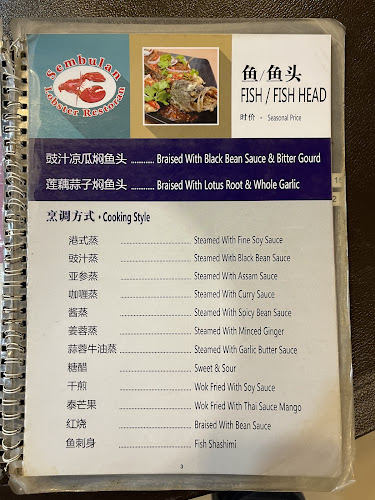 Sembulan
Lobster Restoran
鱼/鱼头
FISH / FISH HEAD
时价 · Seasonal Price
豉汁凉瓜焖鱼头 ........... Braised With Black Bean Sauce & Bitter Gourd
莲藕蒜子焖鱼头 ........... Braised With Lotus Root & Whole Garlic
烹调方式 • Cooking Style
港式蒸 ........... Steamed With Fine Soy Sauce
豉汁蒸 ........... Steamed With Black Bean Sauce
亚参蒸 ........... Steamed With Assam Sauce
咖喱蒸 ........... Steamed With Curry Sauce
酱蒸 ........... Steamed With Spicy Bean Sauce
姜蓉蒸 ........... Steamed With Minced Ginger
蒜蓉牛油蒸 ........... Steamed With Garlic Butter Sauce
糖醋 ........... Sweet & Sour
干煎 ........... Wok Fried With Soy Sauce
泰芒果 ........... Wok Fried With Thai Sauce Mango
红烧 ........... Braised With Bean Sauce
鱼刺身 ........... Fish Shashimi
3